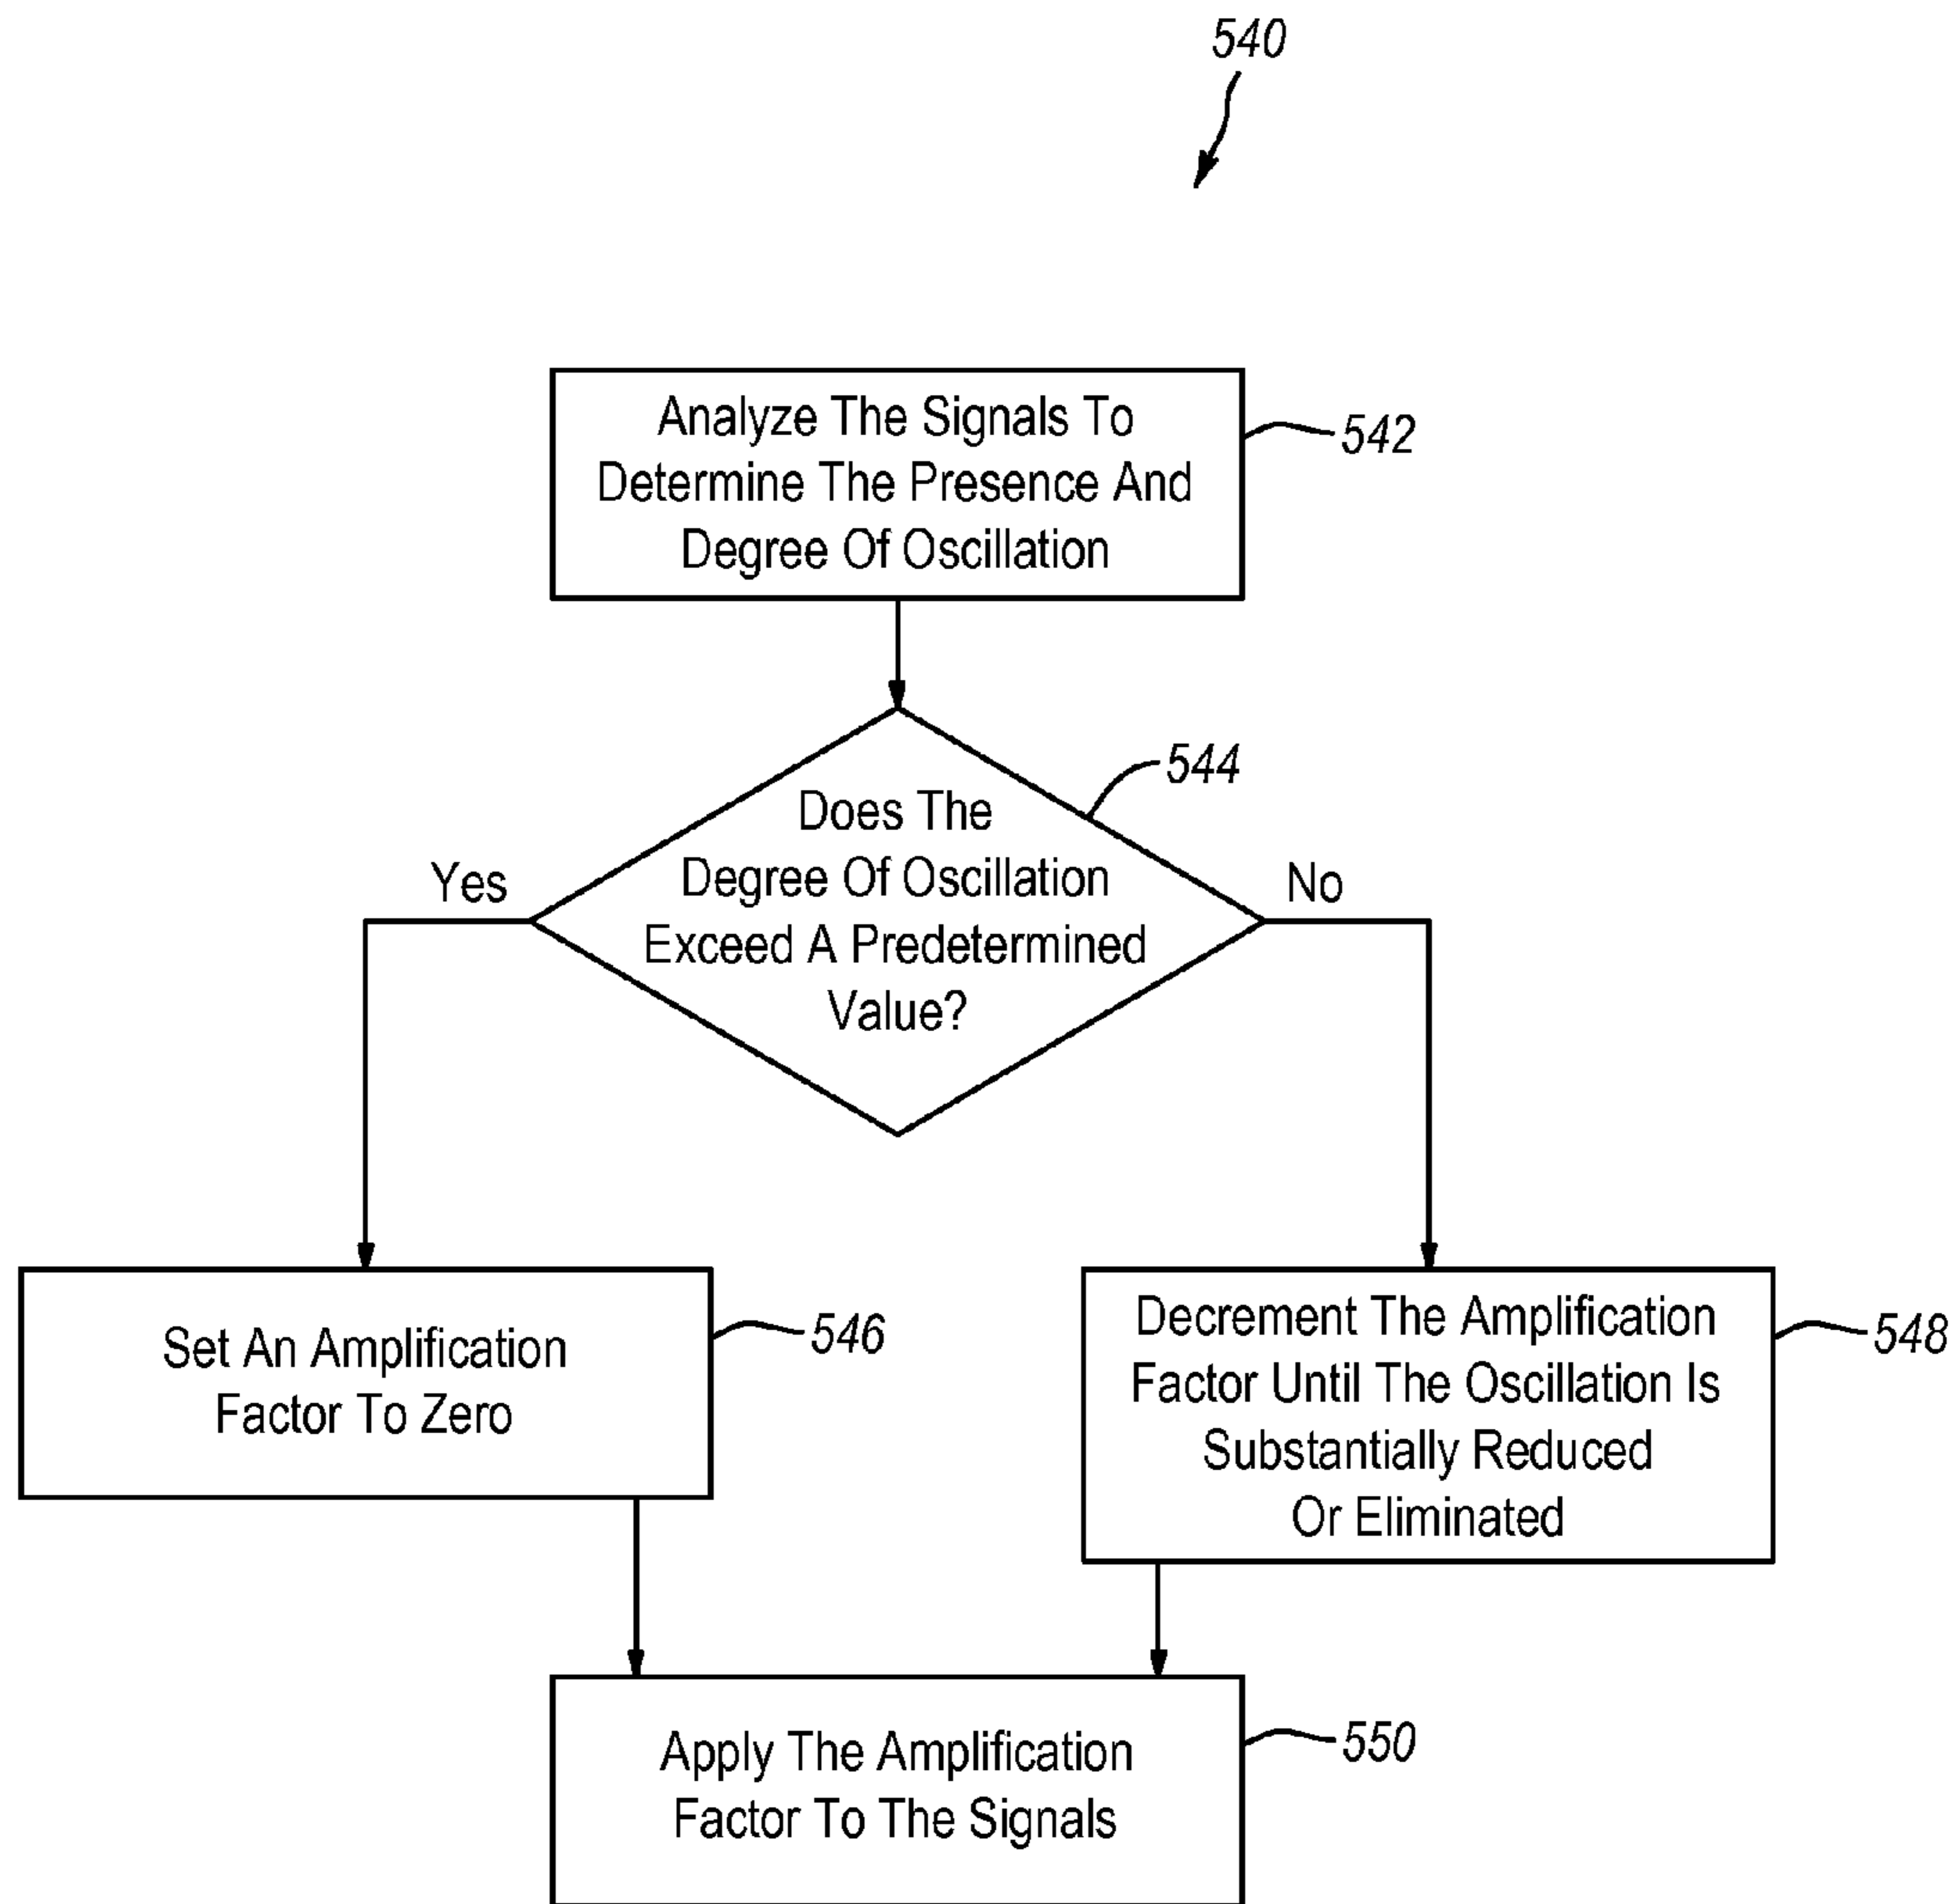 540
Analyze The Signals To
Determine The Presence And
Degree Of Oscillation
542
544
Does The
Degree Of Oscillation
Exceed A Predetermined
Value?
Yes
No
Set An Amplification
Factor To Zero
546
Decrement The Amplification
Factor Until The Oscillation Is
Substantially Reduced
Or Eliminated
548
Apply The Amplification
Factor To The Signals
550